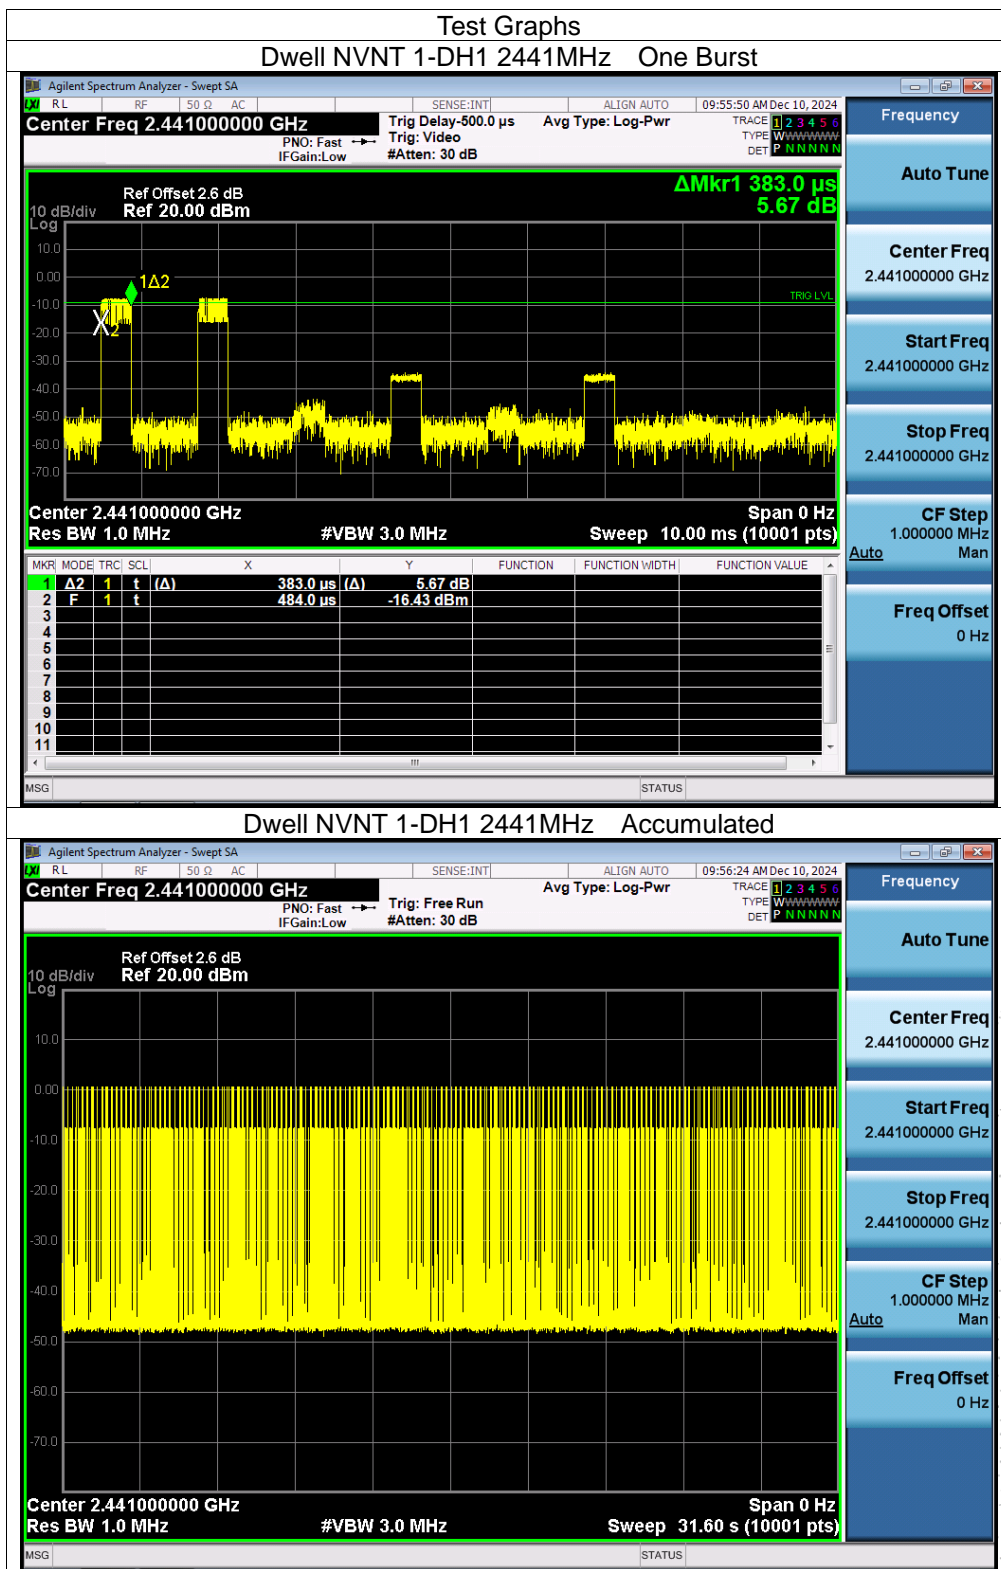 Test Graphs
Dwell NVNT 1-DH1 2441MHz One Burst
Agilent Spectrum Analyzer - Swept SA
LXI RL RF 50 Ω AC SENSE:INT ALIGN AUTO 09:55:50 AM Dec 10, 2024
Center Freq 2.441000000 GHz
PNO: Fast
IFGain:Low
Trig Delay-500.0 µs
Trig: Video
#Atten: 30 dB
Avg Type: Log-Pwr
TRACE 1 2 3 4 5 6
TYPE WWWWWW
DET P N N N N N
Frequency
Auto Tune
Center Freq
2.441000000 GHz
Start Freq
2.441000000 GHz
Stop Freq
2.441000000 GHz
CF Step
1.000000 MHz
Auto Man
Freq Offset
0 Hz
ΔMkr1 383.0 µs
5.67 dB
Ref Offset 2.6 dB
10 dB/div Ref 20.00 dBm
Log
10.0
0.00
-10.0
-20.0
-30.0
-40.0
-50.0
-60.0
-70.0
1Δ2
X2
TRIG LVL
Center 2.441000000 GHz Span 0 Hz
Res BW 1.0 MHz #VBW 3.0 MHz Sweep 10.00 ms (10001 pts)
MKR MODE TRC SCL X Y FUNCTION FUNCTION WIDTH FUNCTION VALUE
1 Δ2 1 t (Δ) 383.0 µs (Δ) 5.67 dB
2 F 1 t 484.0 µs -16.43 dBm
3
4
5
6
7
8
9
10
11
MSG STATUS
Dwell NVNT 1-DH1 2441MHz Accumulated
Agilent Spectrum Analyzer - Swept SA
LXI RL RF 50 Ω AC SENSE:INT ALIGN AUTO 09:56:24 AM Dec 10, 2024
Center Freq 2.441000000 GHz
PNO: Fast
IFGain:Low
Trig: Free Run
#Atten: 30 dB
Avg Type: Log-Pwr
TRACE 1 2 3 4 5 6
TYPE WWWWWW
DET P N N N N N
Frequency
Auto Tune
Center Freq
2.441000000 GHz
Start Freq
2.441000000 GHz
Stop Freq
2.441000000 GHz
CF Step
1.000000 MHz
Auto Man
Freq Offset
0 Hz
Ref Offset 2.6 dB
10 dB/div Ref 20.00 dBm
Log
10.0
0.00
-10.0
-20.0
-30.0
-40.0
-50.0
-60.0
-70.0
Center 2.441000000 GHz Span 0 Hz
Res BW 1.0 MHz #VBW 3.0 MHz Sweep 31.60 s (10001 pts)
MSG STATUS